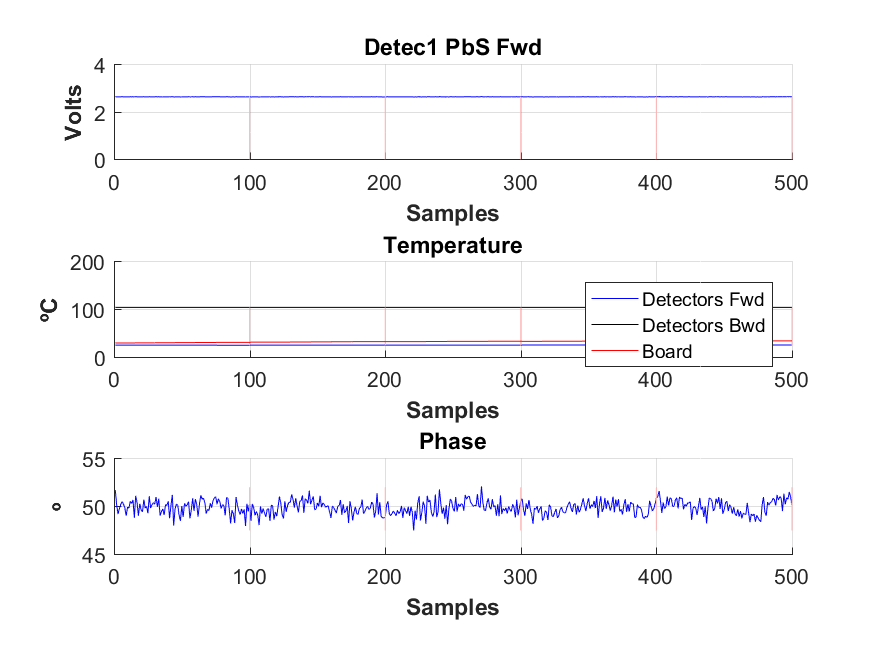 Detec1 PbS Fwd
4
2
0
Volts
0 100 200 300 400 500
Samples
Temperature
200
100
0
ºC
Detectors Fwd
Detectors Bwd
Board
0 100 200 300 400 500
Samples
Phase
55
50
45
º
0 100 200 300 400 500
Samples